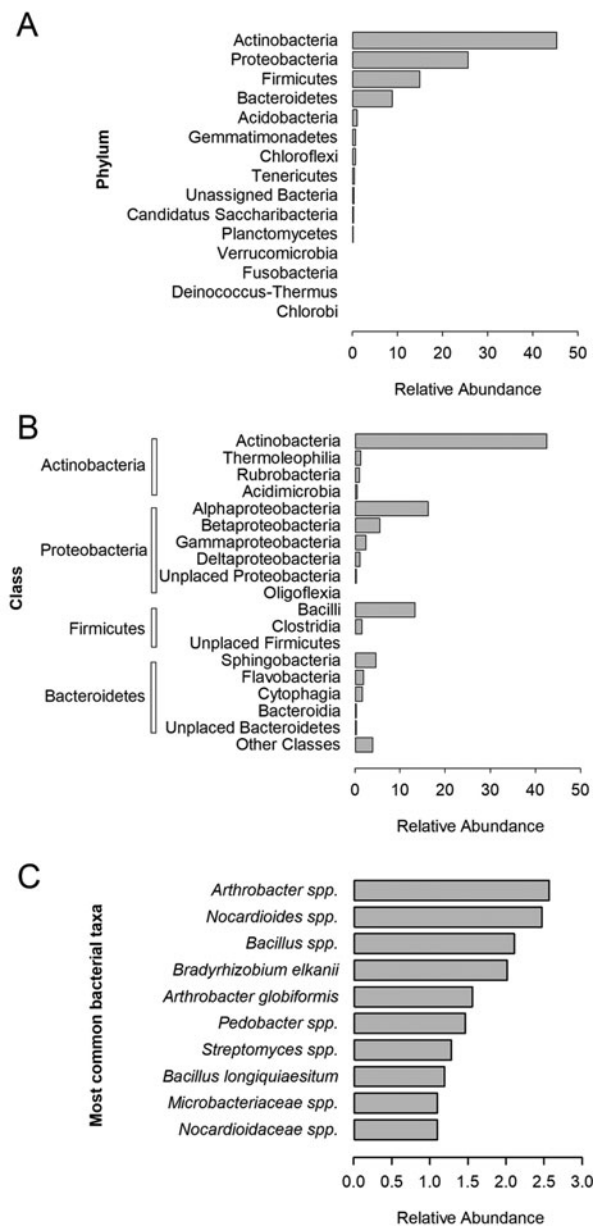 A
Phylum
Actinobacteria
Proteobacteria
Firmicutes
Bacteroidetes
Acidobacteria
Gemmatimonadetes
Chloroflexi
Tenericutes
Unassigned Bacteria
Candidatus Saccharibacteria
Planctomycetes
Verrucomicrobia
Fusobacteria
Deinococcus-Thermus
Chlorobi
0 10 20 30 40 50
Relative Abundance
B
Class
Actinobacteria
Actinobacteria
Thermoleophilia
Rubrobacteria
Acidimicrobia
Proteobacteria
Alphaproteobacteria
Betaproteobacteria
Gammaproteobacteria
Deltaproteobacteria
Unplaced Proteobacteria
Oligoflexia
Firmicutes
Bacilli
Clostridia
Unplaced Firmicutes
Bacteroidetes
Sphingobacteria
Flavobacteria
Cytophagia
Bacteroidia
Unplaced Bacteroidetes
Other Classes
0 10 20 30 40 50
Relative Abundance
C
Most common bacterial taxa
Arthrobacter spp.
Nocardioides spp.
Bacillus spp.
Bradyrhizobium elkanii
Arthrobacter globiformis
Pedobacter spp.
Streptomyces spp.
Bacillus longiquiaesitum
Microbacteriaceae spp.
Nocardioidaceae spp.
0.0 0.5 1.0 1.5 2.0 2.5 3.0
Relative Abundance